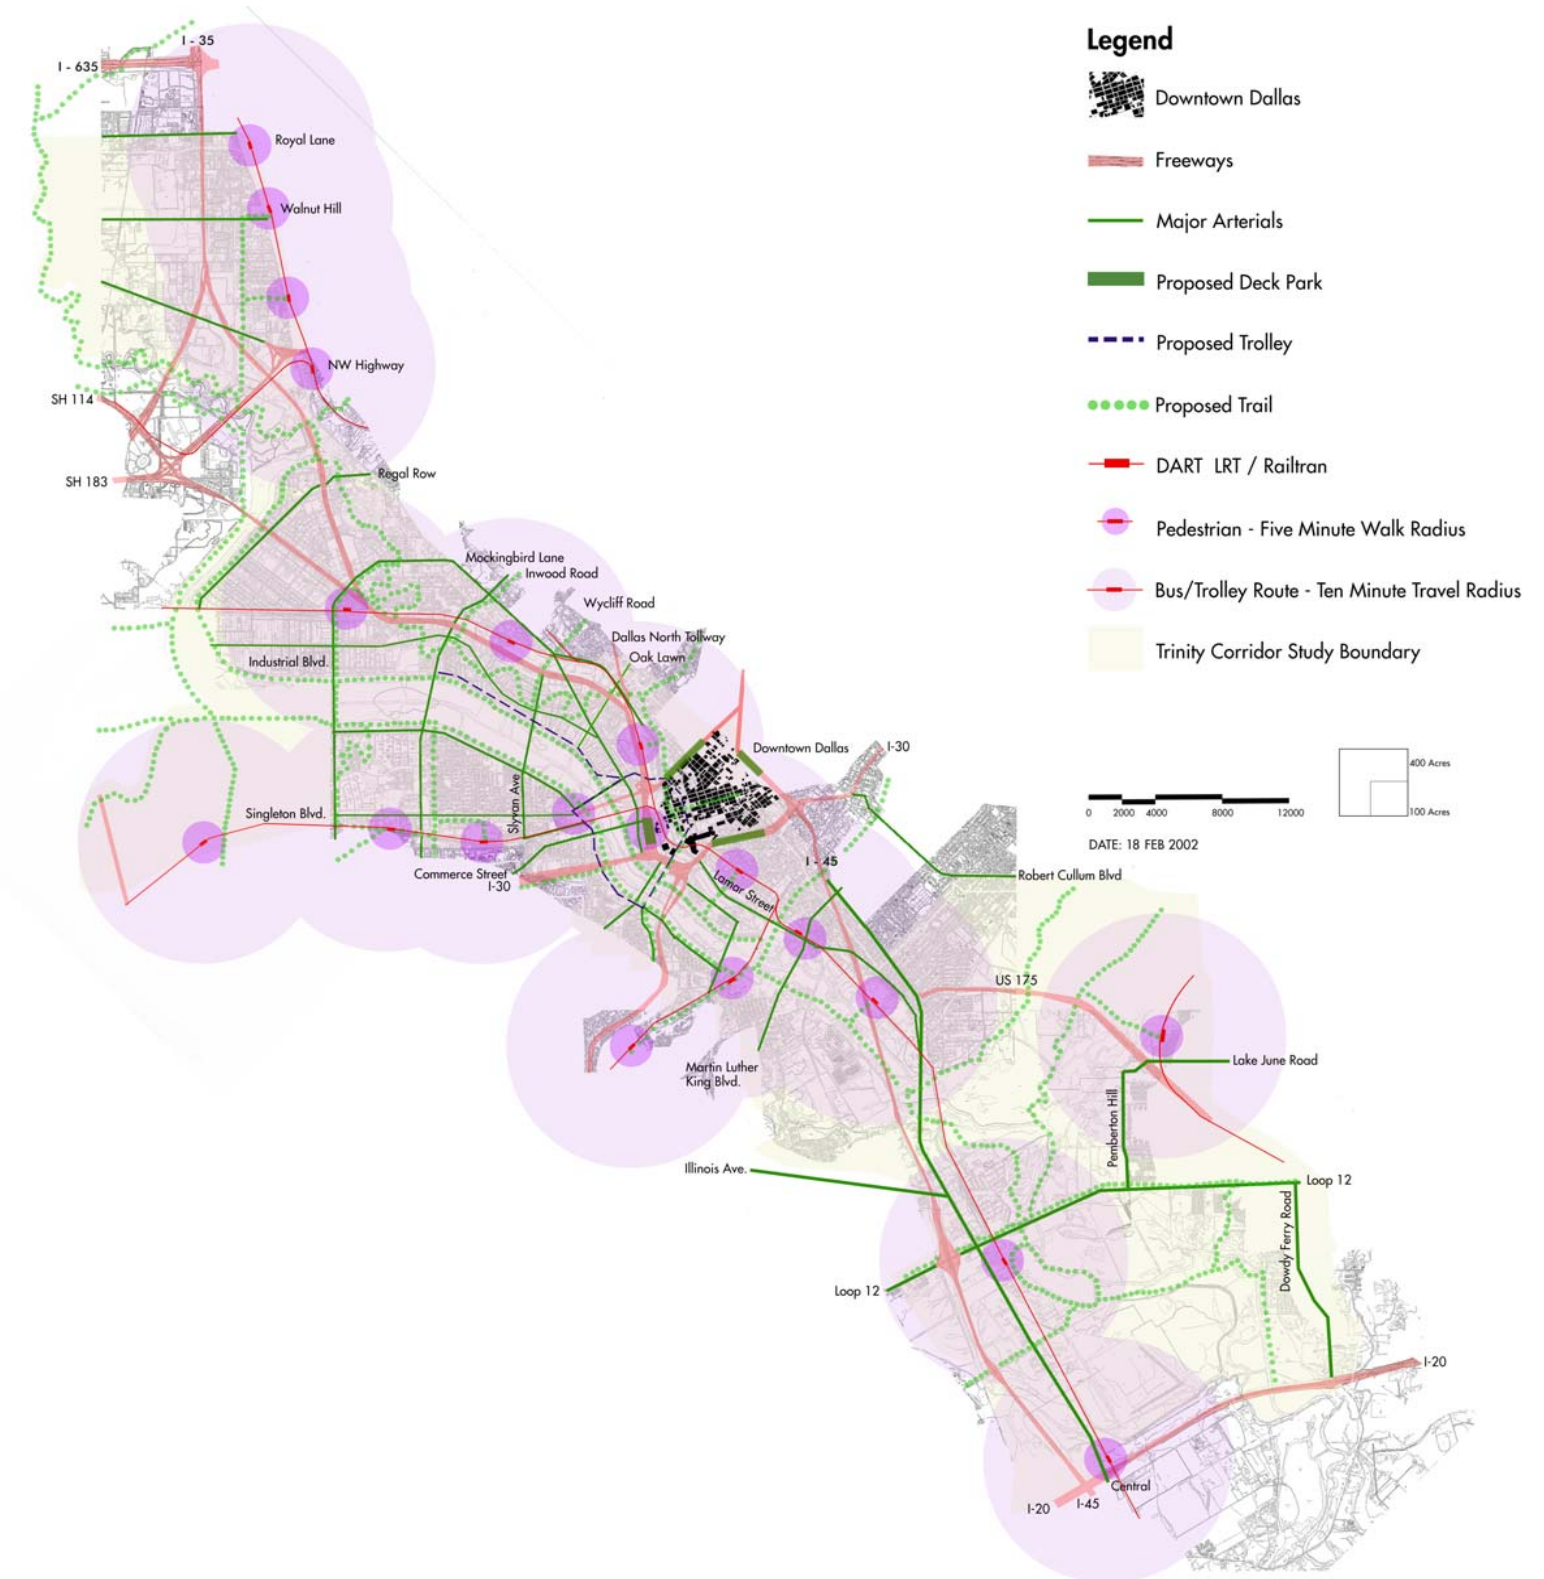 Legend
Downtown Dallas
Freeways
Major Arterials
Proposed Deck Park
Proposed Trolley
Proposed Trail
DART LRT / Railtran
Pedestrian - Five Minute Walk Radius
Bus/Trolley Route - Ten Minute Travel Radius
Trinity Corridor Study Boundary
0 2000 4000 8000 12000
400 Acres
100 Acres
DATE: 18 FEB 2002
I - 35
I - 635
Royal Lane
Walnut Hill
NW Highway
SH 114
Regal Row
SH 183
Mockingbird Lane
Inwood Road
Wycliff Road
Dallas North Tollway
Oak Lawn
Industrial Blvd.
Downtown Dallas
I-30
Slyvan Ave
Singleton Blvd.
Commerce Street
I-30
I - 45
Lamar Street
Robert Cullum Blvd
US 175
Martin Luther
King Blvd.
Lake June Road
Pemberton Hill
Illinois Ave.
Loop 12
Dowdy Ferry Road
Loop 12
I-20
Central
I-45
I-20